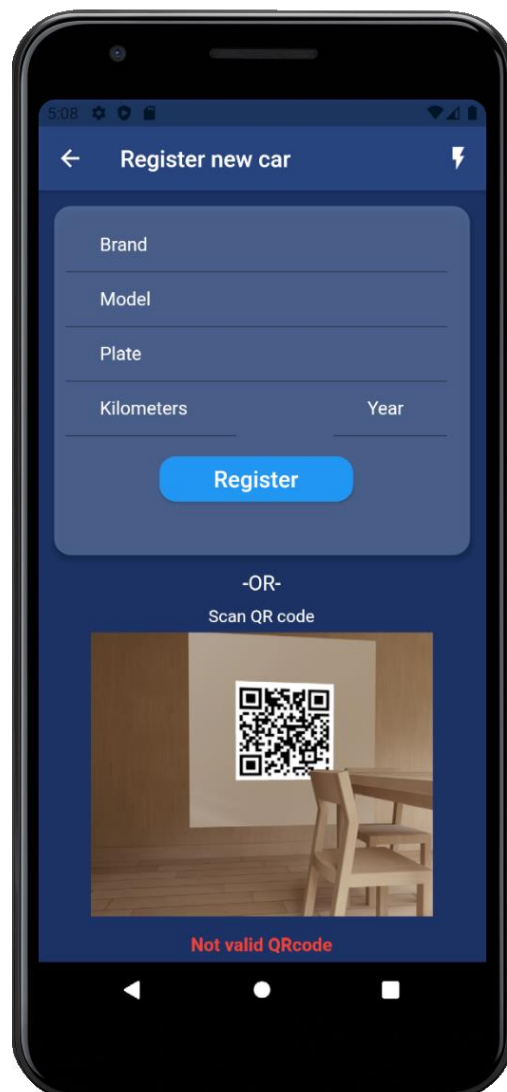 5:08
Register new car
Brand
Model
Plate
Kilometers Year
Register
-OR-
Scan QR code
Not valid QRcode